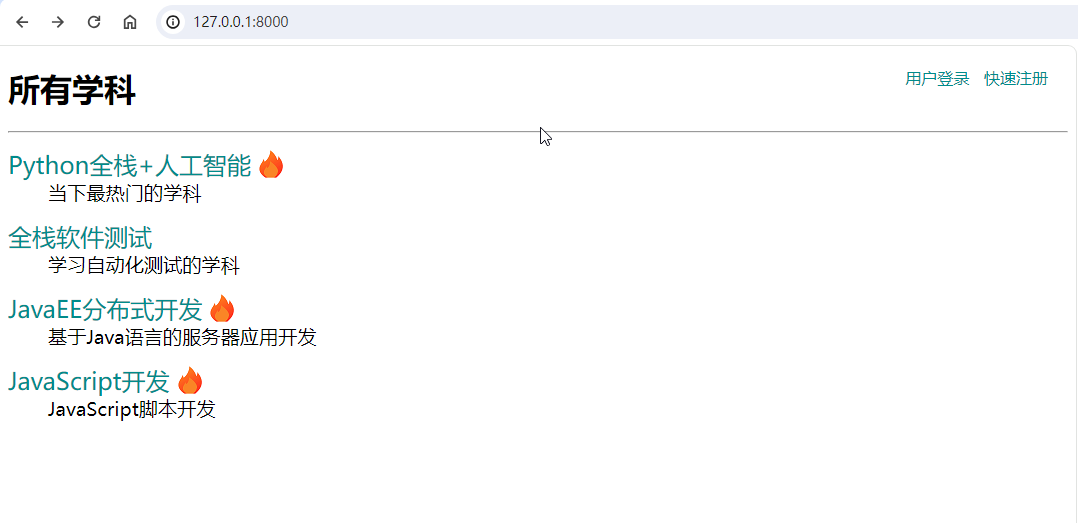 127.0.0.1:8000
所有学科
用户登录 快速注册
Python全栈+人工智能
当下最热门的学科
全栈软件测试
学习自动化测试的学科
JavaEE分布式开发
基于Java语言的服务器应用开发
JavaScript开发
JavaScript脚本开发